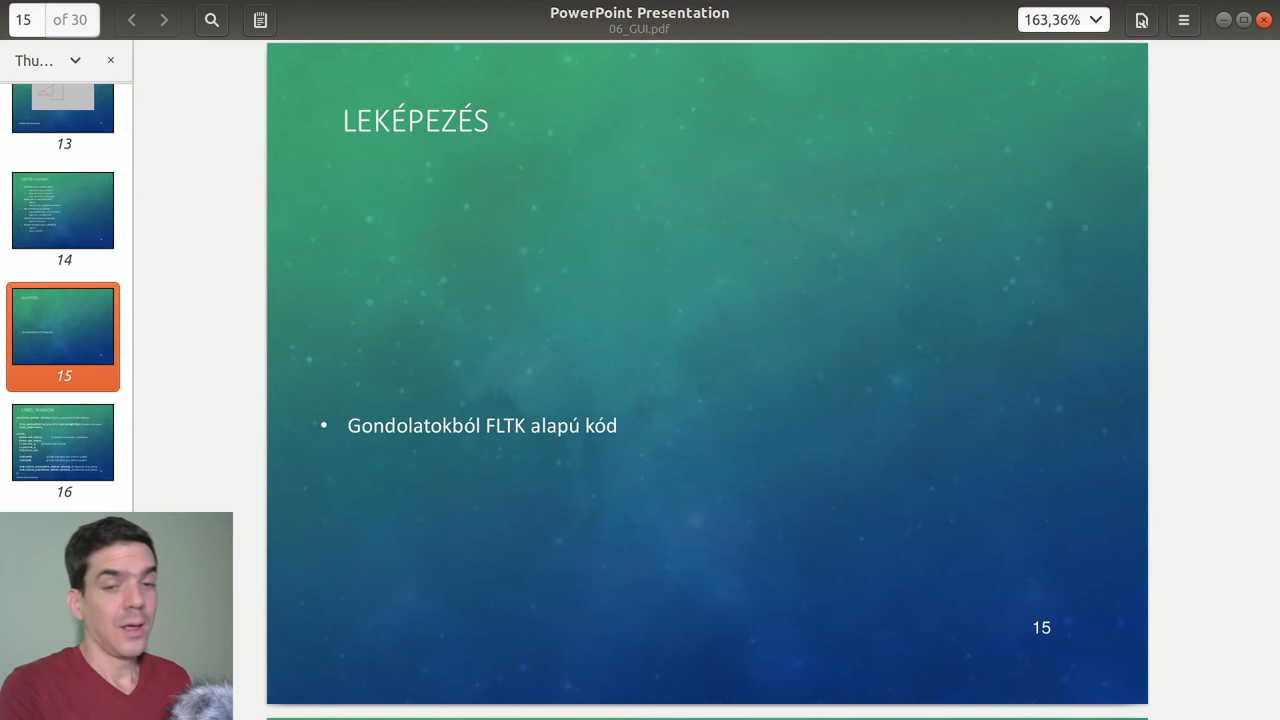 15
of 30
PowerPoint Presentation
06_GUI.pdf
163,36%
Thu...
13
14
15
16
LEKÉPEZÉS
• Gondolatokból FLTK alapú kód
15